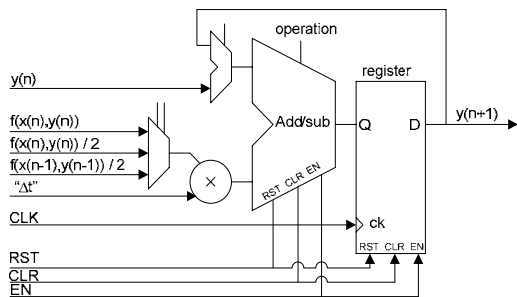 operation
y(n)
register
f(x(n),y(n))
f(x(n),y(n)) / 2
f(x(n-1),y(n-1)) / 2
"Δt"
×
Add/sub
Q
D
y(n+1)
RST CLR EN
CLK
ck
RST CLR EN
RST
CLR
EN